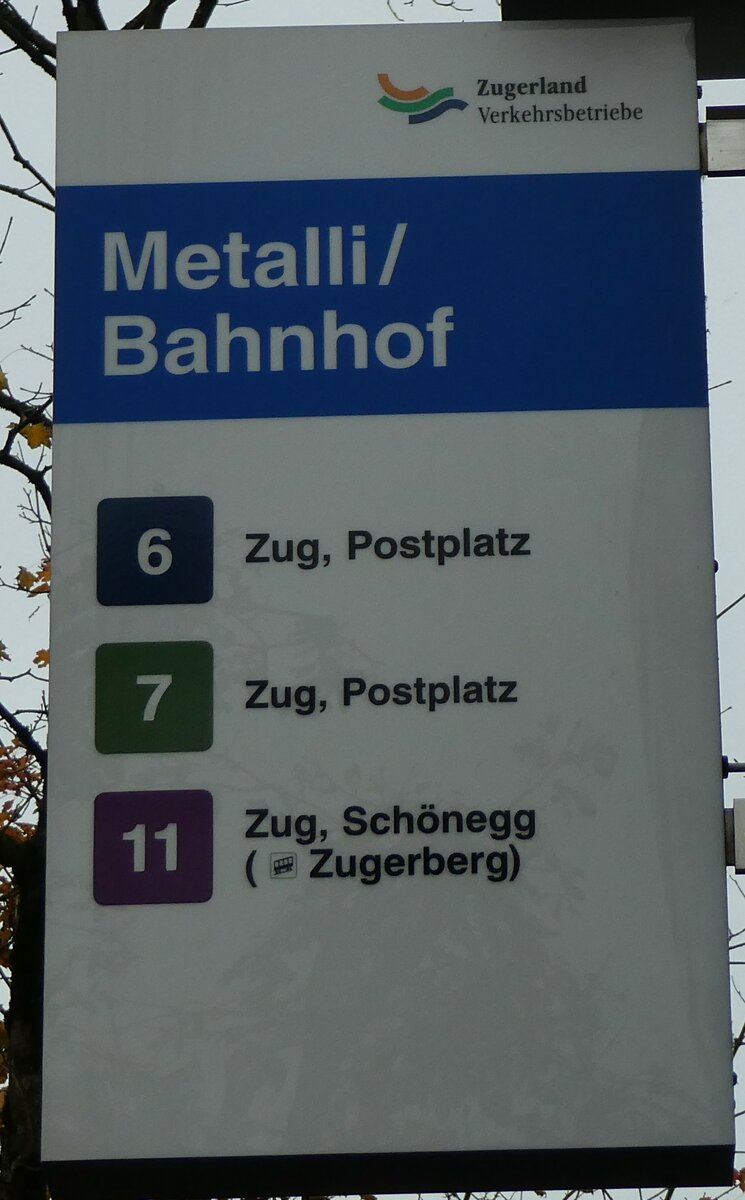 Zugerland
Verkehrsbetriebe
Metalli/
Bahnhof
6 Zug, Postplatz
7 Zug, Postplatz
11 Zug, Schönegg
( Zugerberg)